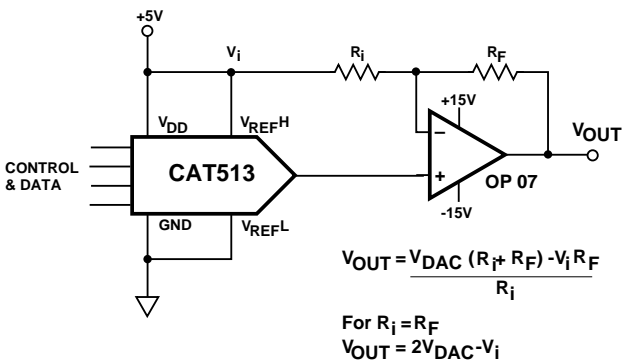 +5V
Vi
Ri
RF
+15V
VDD
VREFH
VOUT
–
CONTROL
& DATA
CAT513
+
OP 07
GND
VREFL
-15V
VOUT = VDAC (Ri+ RF) -Vi RF
Ri
For Ri = RF
VOUT = 2VDAC -Vi